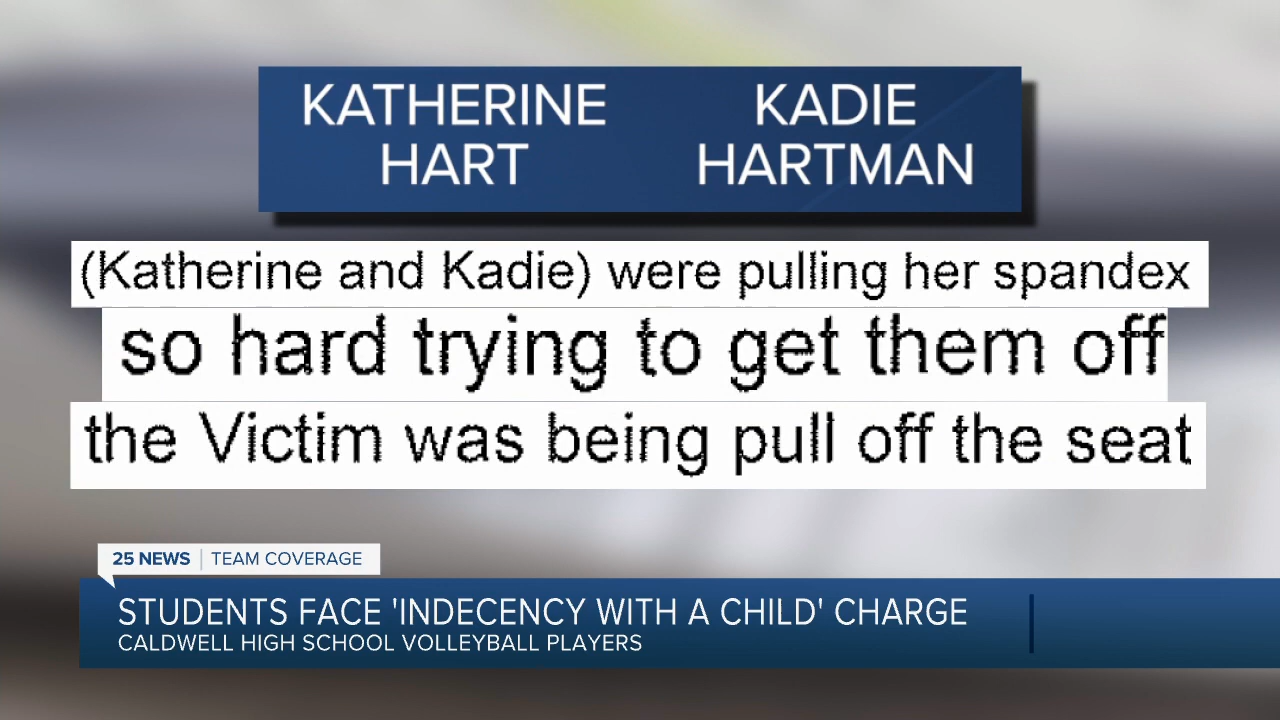 KATHERINE HART
KADIE HARTMAN
(Katherine and Kadie) were pulling her spandex
so hard trying to get them off
the Victim was being pull off the seat
25 NEWS | TEAM COVERAGE
STUDENTS FACE 'INDECENCY WITH A CHILD' CHARGE
CALDWELL HIGH SCHOOL VOLLEYBALL PLAYERS